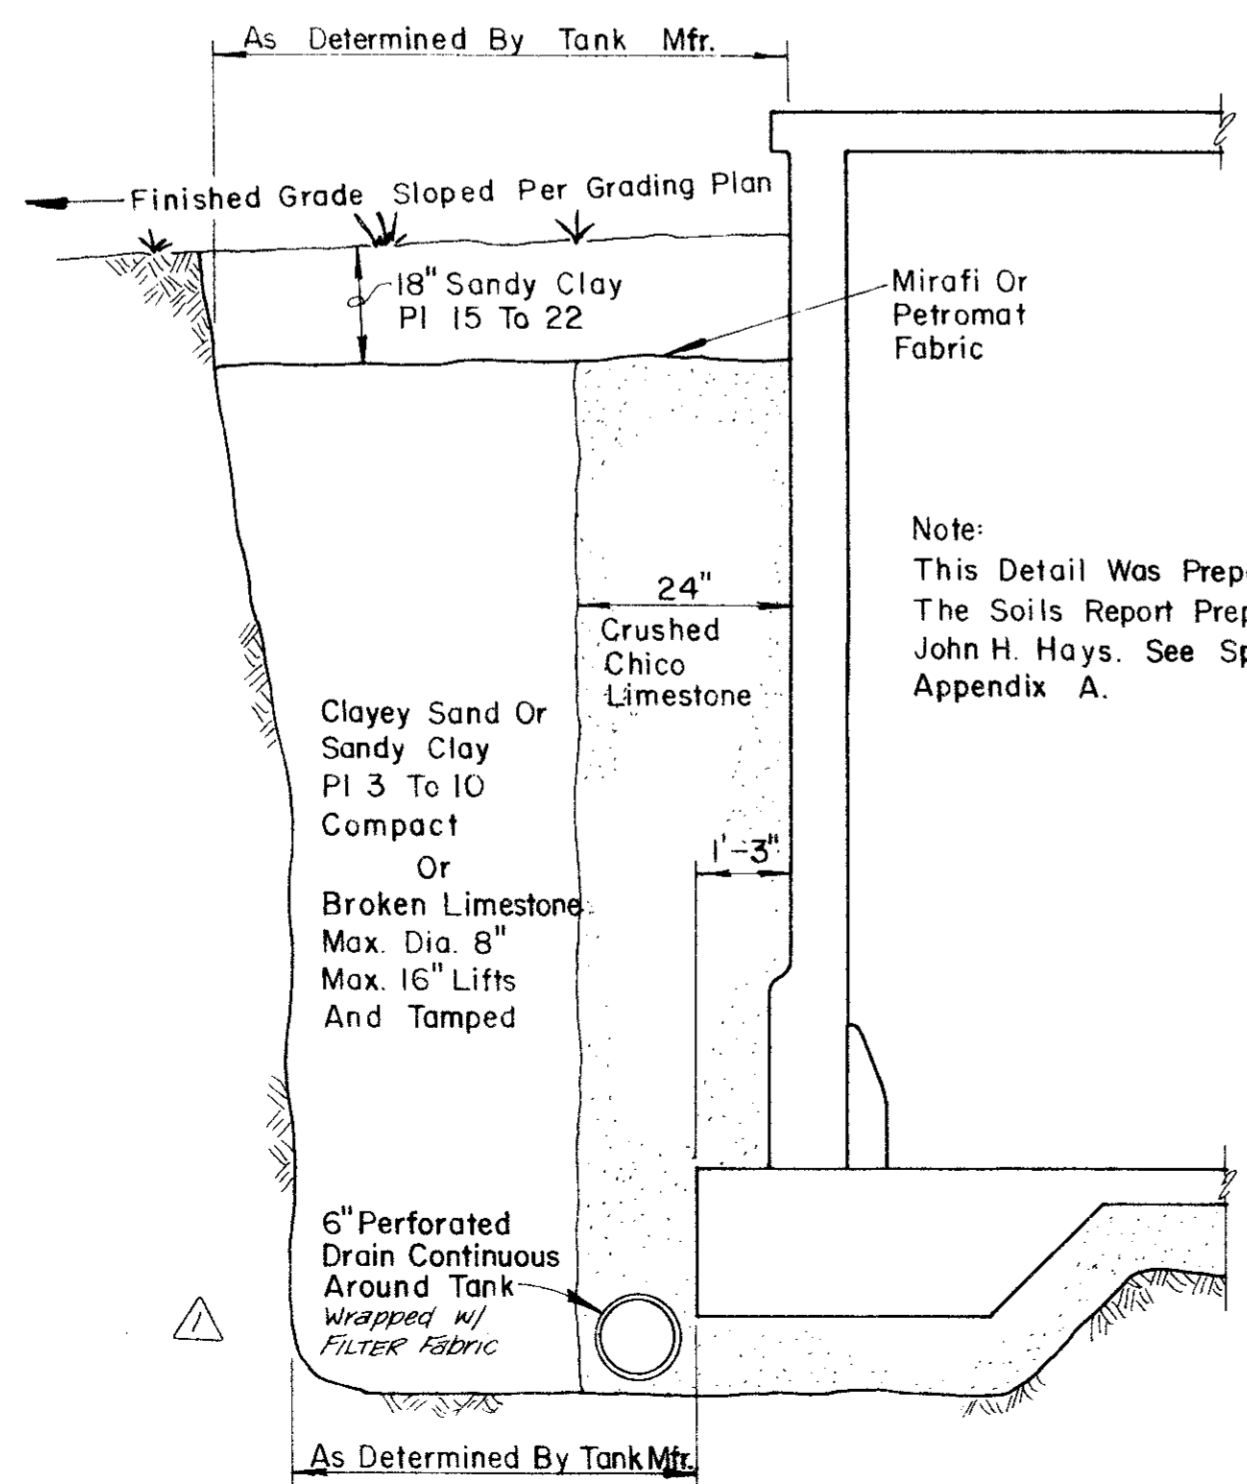 As Determined By Tank Mfr.
Finished Grade Sloped Per Grading Plan
18" Sandy Clay
PI 15 To 22
Mirafi Or
Petromat
Fabric
Note:
This Detail Was Prep
The Soils Report Prep
John H. Hays. See Sp
Appendix A.
24"
Crushed
Chico
Limestone
Clayey Sand Or
Sandy Clay
PI 3 To 10
Compact
Or
Broken Limestone
Max. Dia. 8"
Max. 16" Lifts
And Tamped
1'-3"
6" Perforated
Drain Continuous
Around Tank
Wrapped w/
FILTER Fabric
1
As Determined By Tank Mfr.